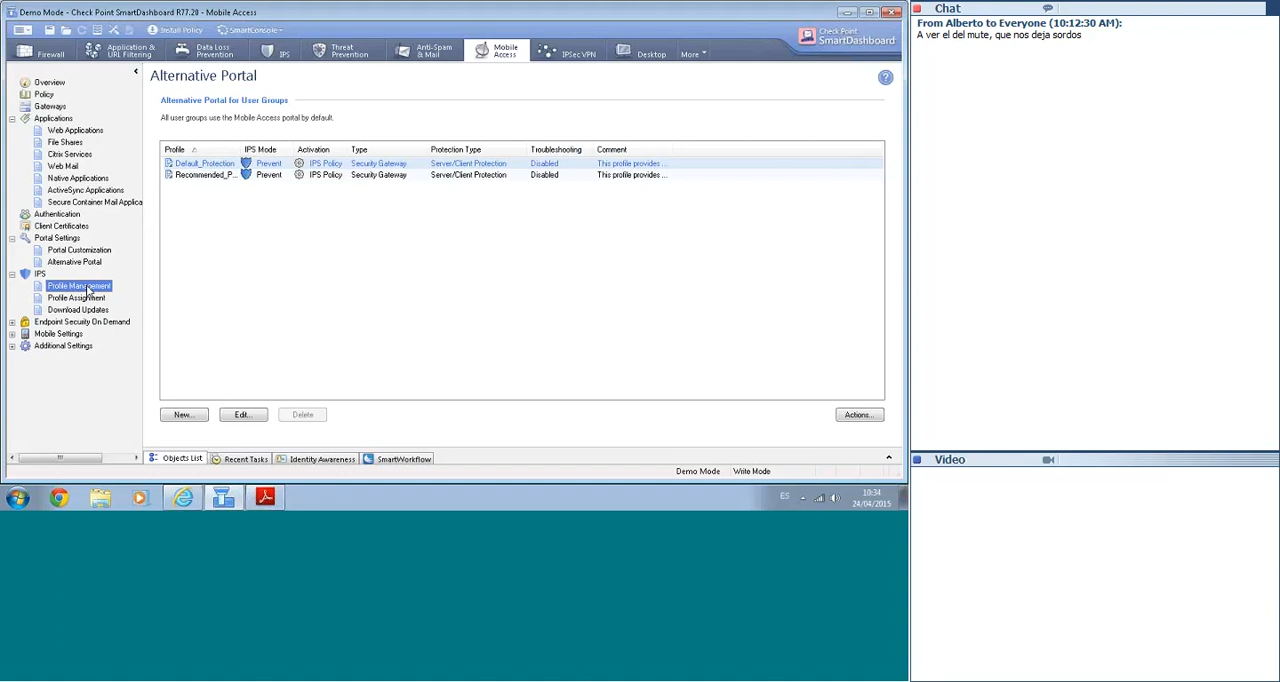 Demo Mode - Check Point SmartDashboard R77.20 - Mobile Access
Install Policy
SmartConsole
Firewall
Application & URL Filtering
Data Loss Prevention
IPS
Threat Prevention
Anti-Spam & Mail
Mobile Access
IPSec VPN
Desktop
More
Check Point SmartDashboard
Overview
Policy
Gateways
Applications
Web Applications
File Shares
Citrix Services
Web Mail
Native Applications
ActiveSync Applications
Secure Container Mail Applica
Authentication
Client Certificates
Portal Settings
Portal Customization
Alternative Portal
IPS
Profile Management
Profile Assignment
Download Updates
Endpoint Security On Demand
Mobile Settings
Additional Settings
Alternative Portal
Alternative Portal for User Groups
All user groups use the Mobile Access portal by default.
Profile IPS Mode Activation Type Protection Type Troubleshooting Comment
Default_Protection Prevent IPS Policy Security Gateway Server/Client Protection Disabled This profile provides ...
Recommended_P... Prevent IPS Policy Security Gateway Server/Client Protection Disabled This profile provides ...
New... Edit... Delete Actions...
Objects List Recent Tasks Identity Awareness SmartWorkflow
Demo Mode Write Mode
ES
10:34
24/04/2015
Chat
From Alberto to Everyone (10:12:30 AM):
A ver el del mute, que nos deja sordos
Video